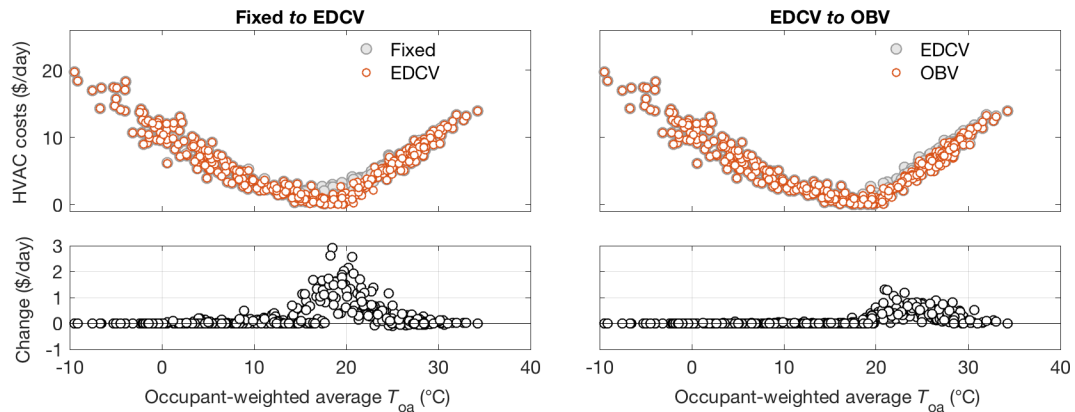 Fixed to EDCV
HVAC costs ($/day)
20
10
0
Fixed
EDCV
Change ($/day)
3
2
1
0
-1
-10
0
10
20
30
40
Occupant-weighted average Toa (°C)
EDCV to OBV
EDCV
OBV
-10
0
10
20
30
40
Occupant-weighted average Toa (°C)